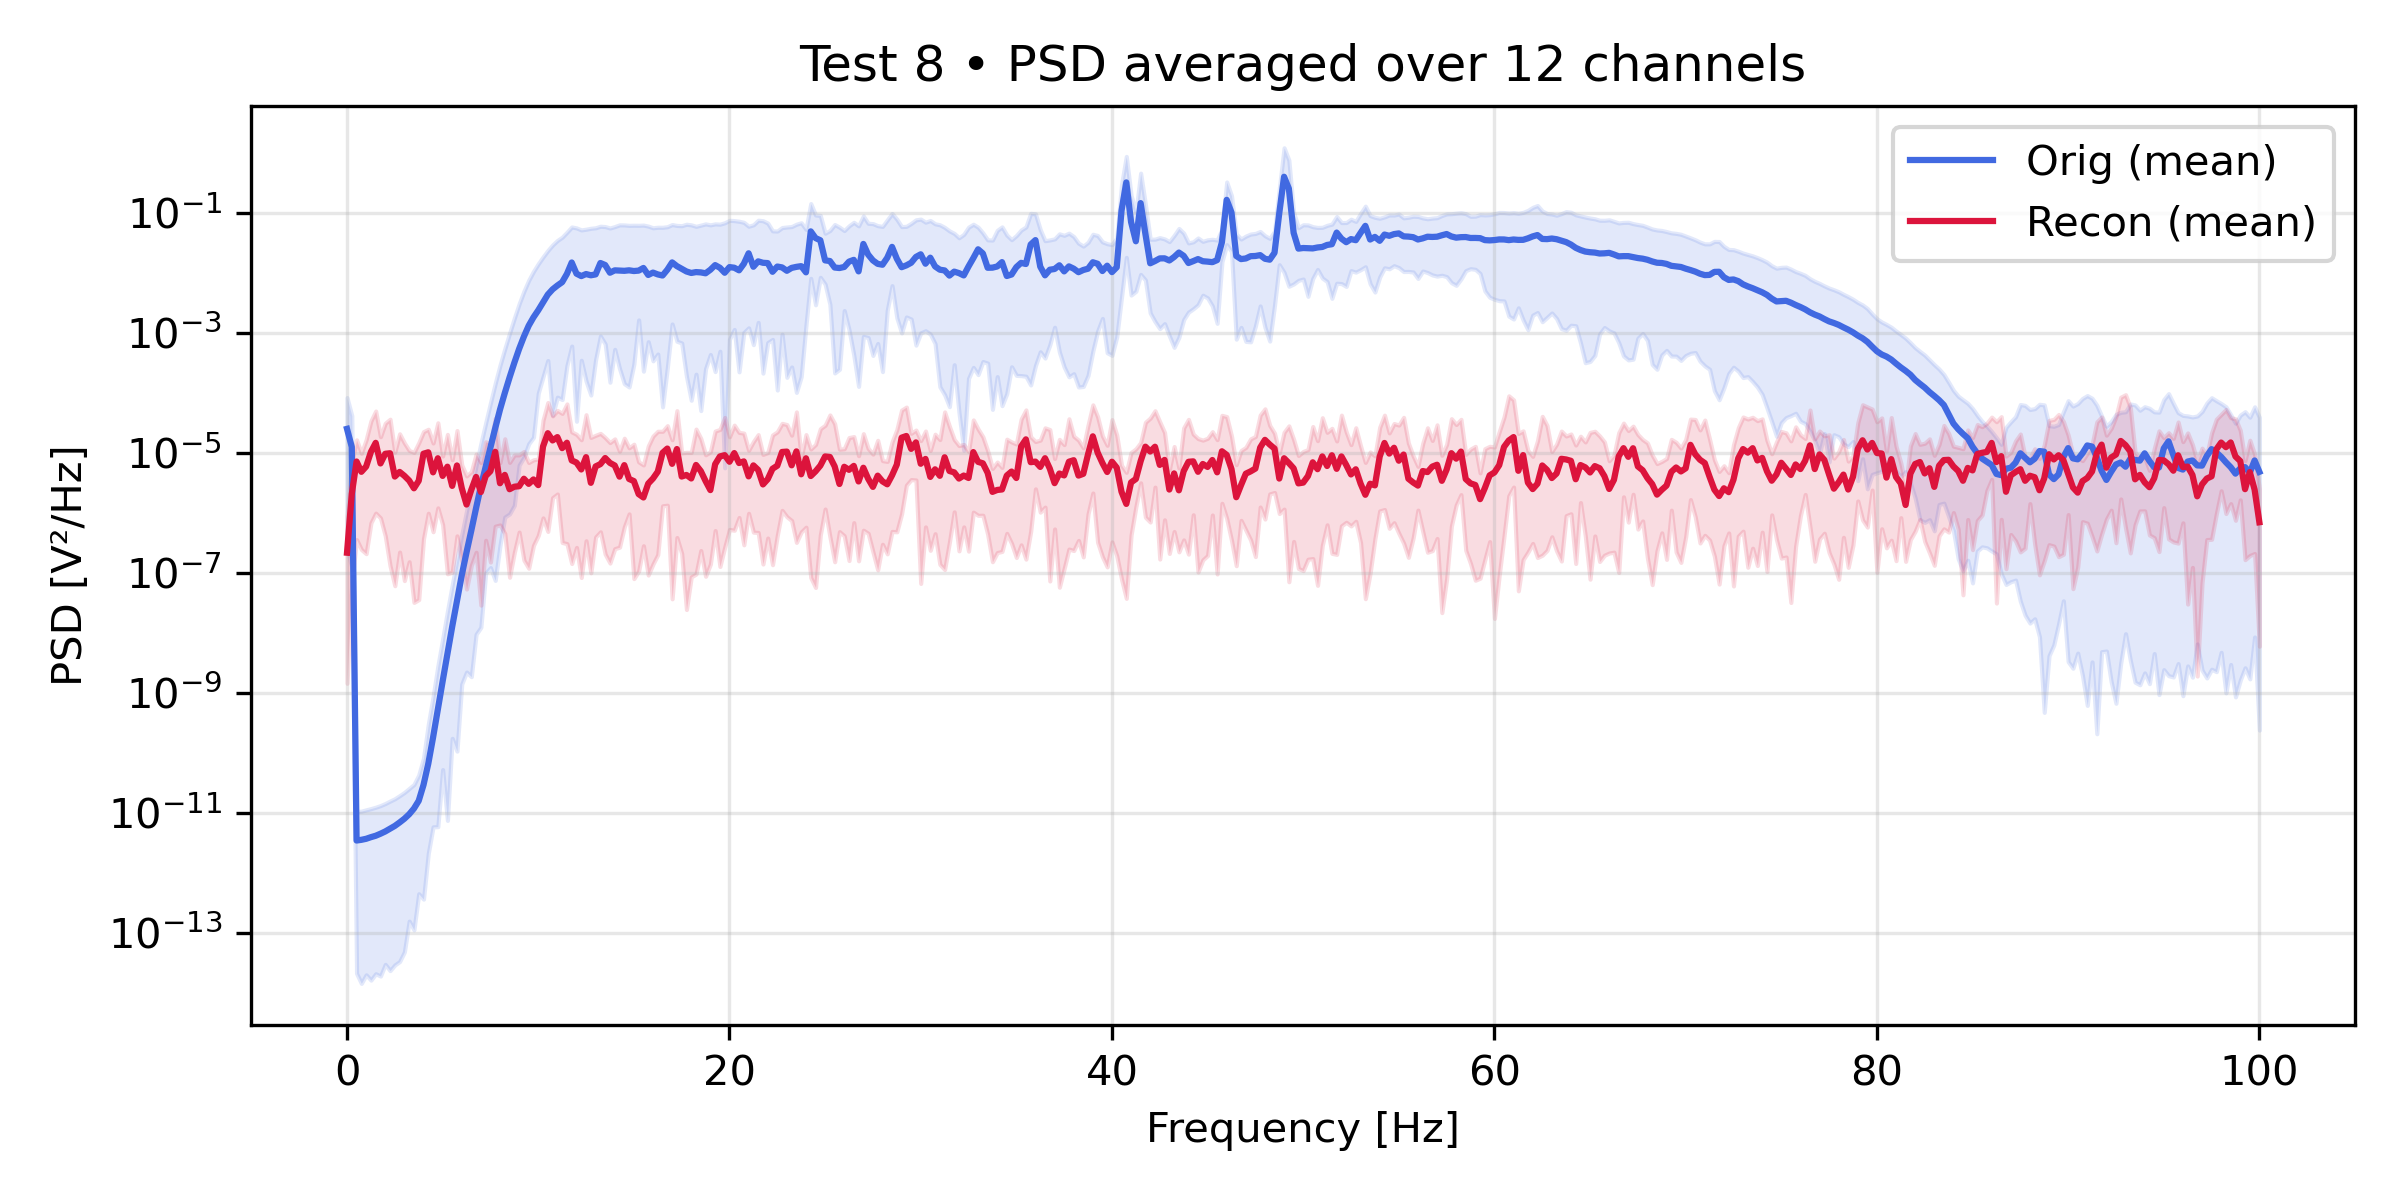 Test 8 • PSD averaged over 12 channels
Orig (mean)
Recon (mean)
PSD [V²/Hz]
10⁻¹
10⁻³
10⁻⁵
10⁻⁷
10⁻⁹
10⁻¹¹
10⁻¹³
0 20 40 60 80 100
Frequency [Hz]